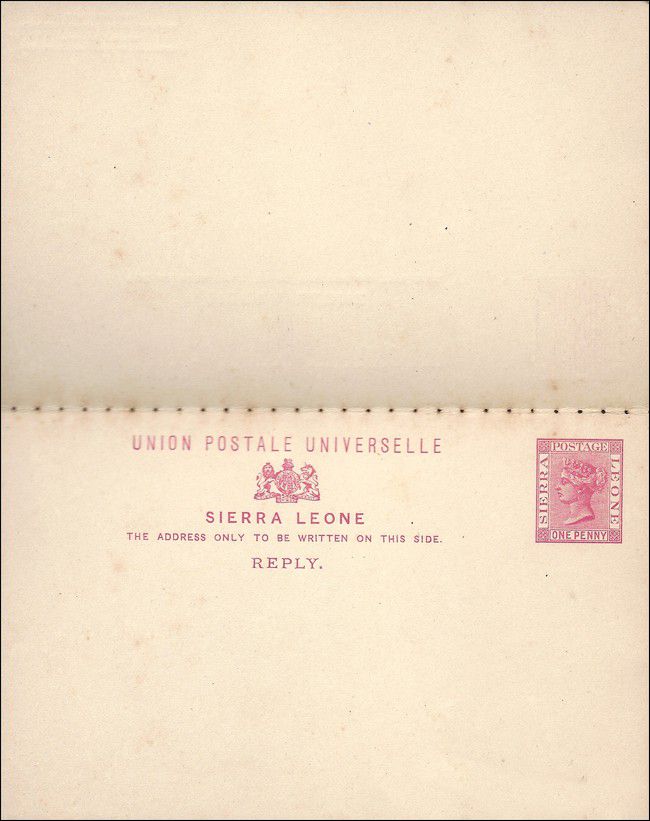 UNION POSTALE UNIVERSELLE
SIERRA LEONE
THE ADDRESS ONLY TO BE WRITTEN ON THIS SIDE.
REPLY.
POSTAGE
SIERRA
LEONE
ONE PENNY